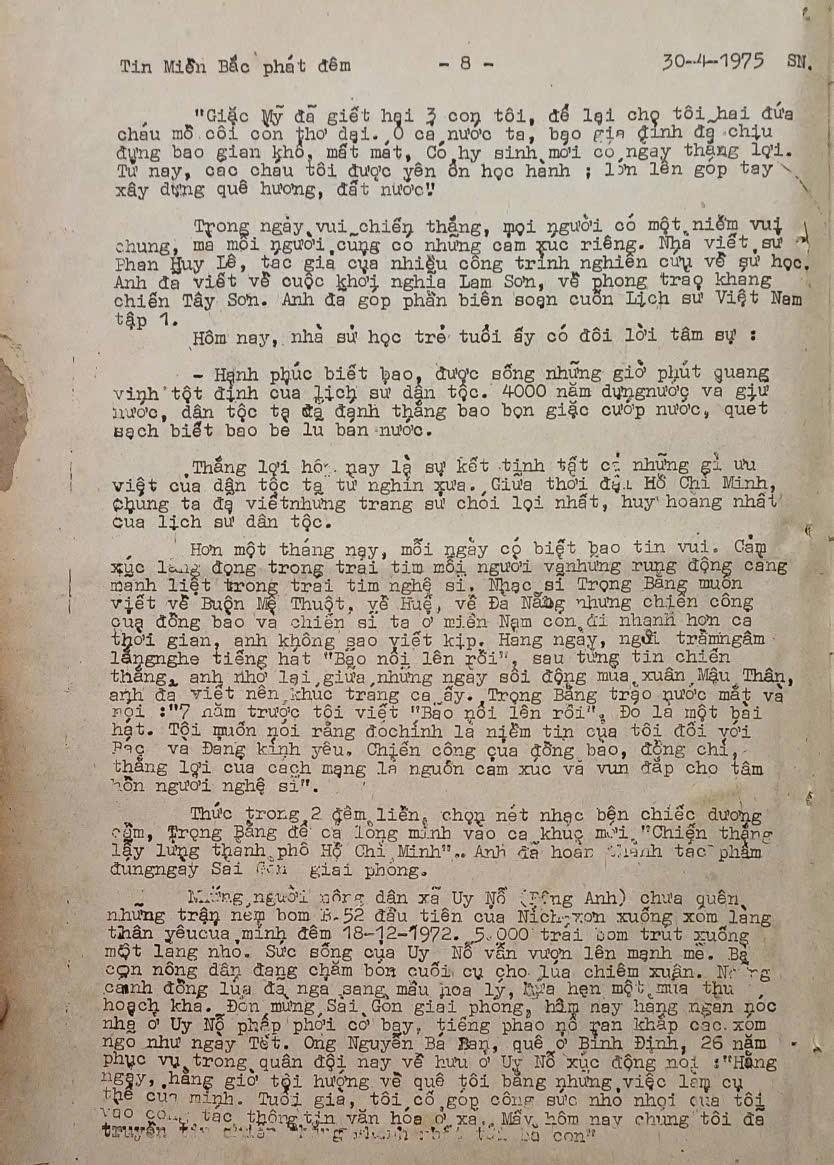 Tin Miền Bắc phát đêm - 8 - 30-4-1975 SN.
"Giặc Mỹ đã giết hại 3 con tôi, để lại cho tôi hai đứa
cháu mồ côi còn thơ dại. Ở cả nước ta, bao gia đình đã chịu
đựng bao gian khổ, mất mát, Có hy sinh mới có ngày thắng lợi.
Từ nay, các cháu tôi được yên ổn học hành ; lớn lên góp tay
xây dựng quê hương, đất nước"
Trong ngày vui chiến thắng, mọi người có một niềm vui
chung, mà mỗi người cũng có những cảm xúc riêng. Nhà viết sử
Phan Huy Lê, tác giả của nhiều công trình nghiên cứu về sử học.
Anh đã viết về cuộc khởi nghĩa Lam Sơn, về phong trào kháng
chiến Tây Sơn. Anh đã góp phần biên soạn cuốn Lịch sử Việt Nam
tập 1.
Hôm nay, nhà sử học trẻ tuổi ấy có đôi lời tâm sự :
- Hạnh phúc biết bao, được sống những giờ phút quang
vinh tột đỉnh của lịch sử dân tộc. 4000 năm dựngnước và giữ
nước, dân tộc ta đã đánh thắng bao bọn giặc cướp nước, quét
sạch biết bao bè lũ bán nước.
Thắng lợi hôm nay là sự kết tinh tất cả những gì ưu
việt của dân tộc ta từ nghìn xưa. Giữa thời đại Hồ Chí Minh,
chúng ta đã viếtnhững trang sử chói lọi nhất, huy hoàng nhất
của lịch sử dân tộc.
Hơn một tháng nay, mỗi ngày có biết bao tin vui. Cảm
xúc lắng đọng trong trái tim mỗi người vànhững rung động càng
mãnh liệt trong trái tim nghệ sĩ. Nhạc sĩ Trọng Bằng muốn
viết về Buôn Mê Thuột, về Huế, về Đà Nẵng nhưng chiến công
của đồng bào và chiến sĩ ta ở miền Nam còn đi nhanh hơn cả
thời gian, anh không sao viết kịp. Hàng ngày, ngồi trầmngâm
lắngnghe tiếng hát "Bão nổi lên rồi", sau từng tin chiến
thắng, anh nhớ lại giữa những ngày sôi động mùa xuân Mậu Thân,
anh đã viết nên khúc tráng ca ấy. Trọng Bằng trào nước mắt và
nói :"7 năm trước tôi viết "Bão nổi lên rồi". Đó là một bài
hát. Tôi muốn nói rằng đóchính là niềm tin của tôi đối với
Bác và Đảng kính yêu. Chiến công của đồng bào, đồng chí,
thắng lợi của cách mạng là nguồn cảm xúc và vun đắp cho tâm
hồn người nghệ sĩ".
Thức trong 2 đêm liền, chọn nét nhạc bên chiếc dương
cầm, Trọng Bằng để cả lòng mình vào ca khúc mới "Chiến thắng
lẫy lừng thành phố Hồ Chí Minh".. Anh đã hoàn thành tác phẩm
đúngngày Sài Gòn giải phóng.
Những người nông dân xã Uy Nỗ (Đông Anh) chưa quên
những trận ném bom B.52 đầu tiên của Níchxơn xuống xóm làng
thân yêucủa mình đêm 18-12-1972. 5.000 trái bom trút xuống
một làng nhỏ. Sức sống của Uy Nỗ vẫn vươn lên mạnh mẽ. Bà
con nông dân đang chăm bón cuối cụ cho lúa chiêm xuân. Những
cánh đồng lúa đã ngả sang màu hoa lý, hứa hẹn một mùa thu
hoạch khá. Đón mừng Sài Gòn giải phóng, hôm nay hàng ngàn nóc
nhà ở Uy Nỗ phấp phới cờ bay, tiếng pháo nổ ran khắp các xóm
ngõ như ngày Tết. Ông Nguyễn Bá Ban, quê ở Bình Định, 26 năm
phục vụ trong quân đội nay về hưu ở Uy Nỗ xúc động nói :"Hàng
ngày, hàng giờ tôi hướng về quê tôi bằng những việc làm cụ
thể của mình. Tuổi già, tôi cố góp công sức nhỏ nhoi của tôi
vào công tác thông tin văn hóa ở xã. Mấy hôm nay chúng tôi đã
truyền tin chiến thắng nhanh nhất tới bà con"